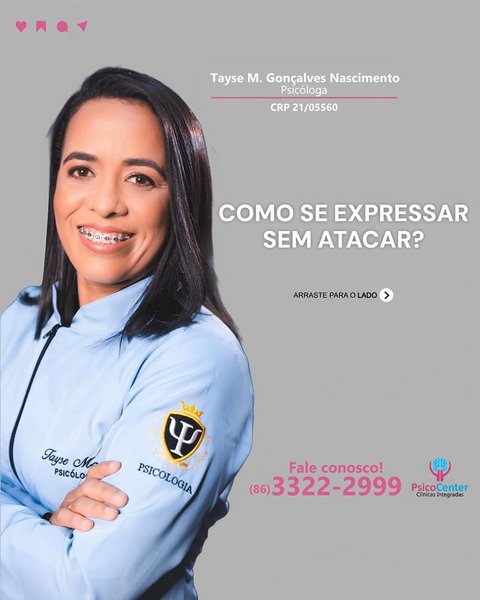 Tayse M. Gonçalves Nascimento
Psicóloga
CRP 21/05560
COMO SE EXPRESSAR
SEM ATACAR?
ARRASTE PARA O LADO
Tayse Ma
PSICÓLO
PSICOLOGIA
Fale conosco!
(86) 3322-2999
PsicoCenter
Clínicas Integradas